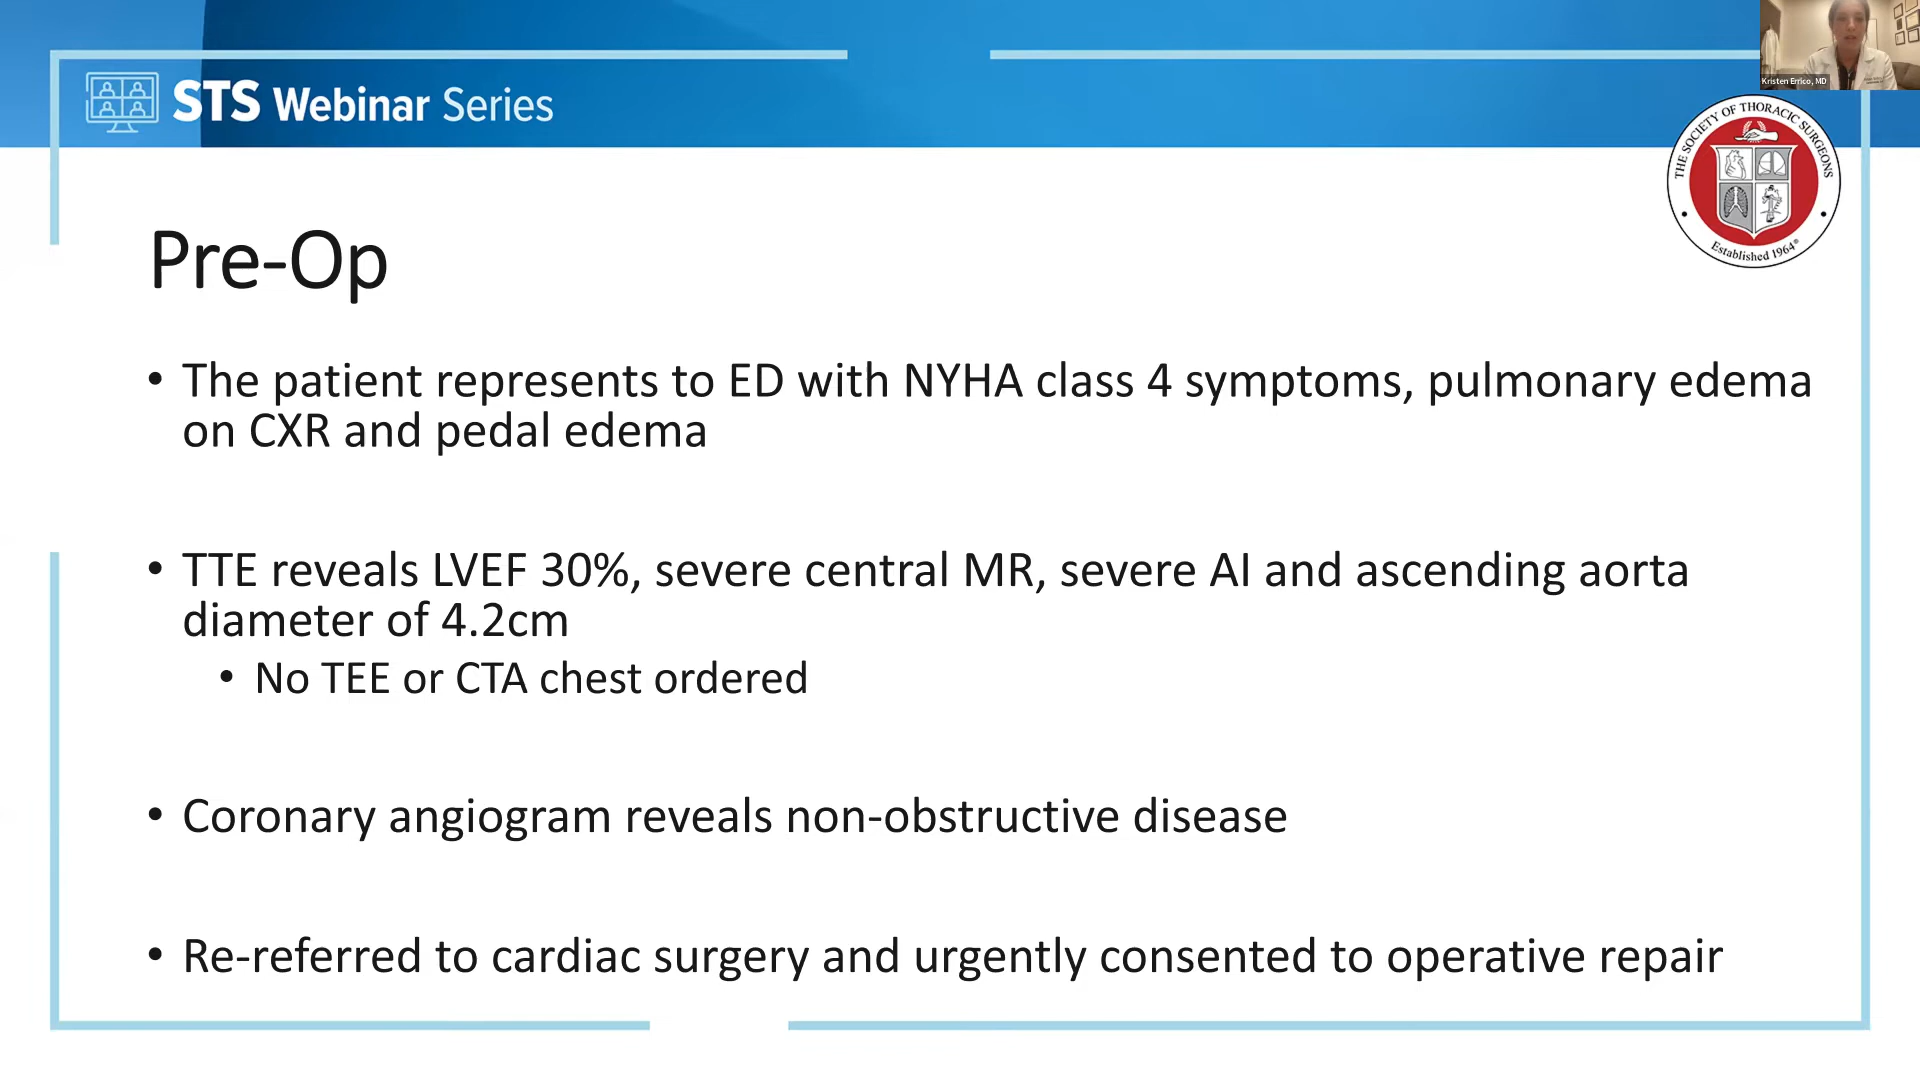 STS Webinar Series
Kristen Errico, MD
THE SOCIETY OF THORACIC SURGEONS
Established 1964®
Pre-Op
• The patient represents to ED with NYHA class 4 symptoms, pulmonary edema
on CXR and pedal edema
• TTE reveals LVEF 30%, severe central MR, severe AI and ascending aorta
diameter of 4.2cm
• No TEE or CTA chest ordered
• Coronary angiogram reveals non-obstructive disease
• Re-referred to cardiac surgery and urgently consented to operative repair